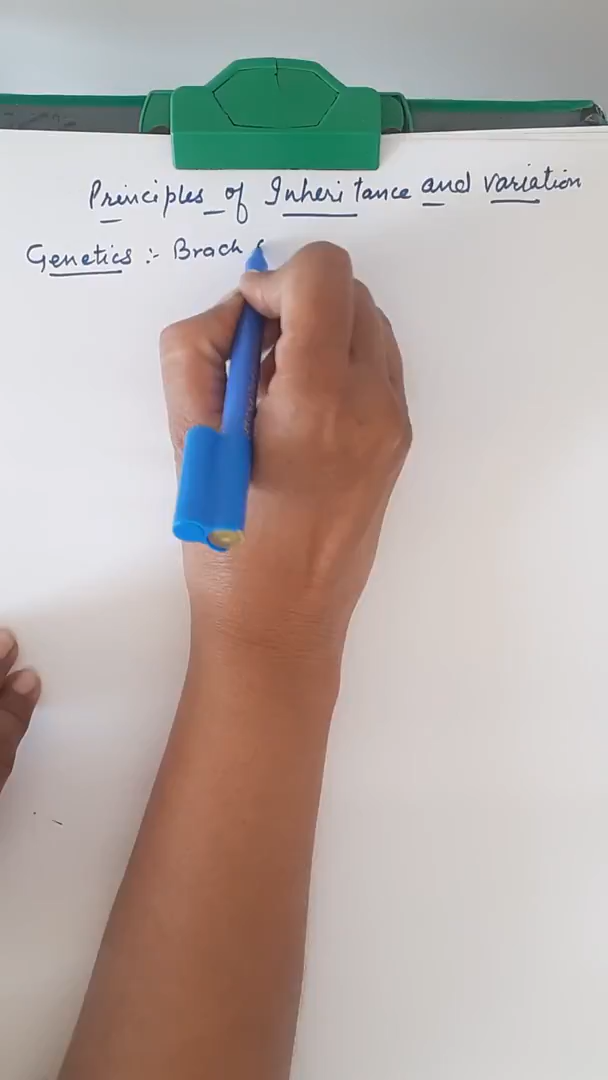 Principles of Inheritance and variation
Genetics :- Brach